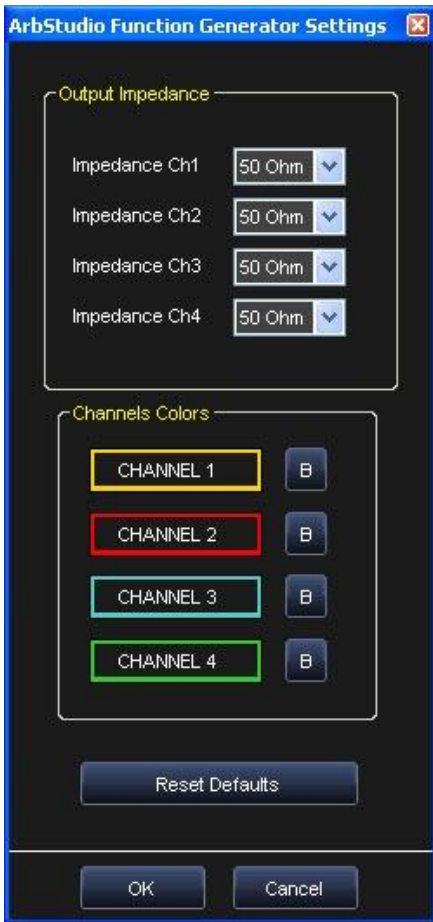 ArbStudio Function Generator Settings
Output Impedance
Impedance Ch1 50 Ohm
Impedance Ch2 50 Ohm
Impedance Ch3 50 Ohm
Impedance Ch4 50 Ohm
Channels Colors
CHANNEL 1 B
CHANNEL 2 B
CHANNEL 3 B
CHANNEL 4 B
Reset Defaults
OK Cancel